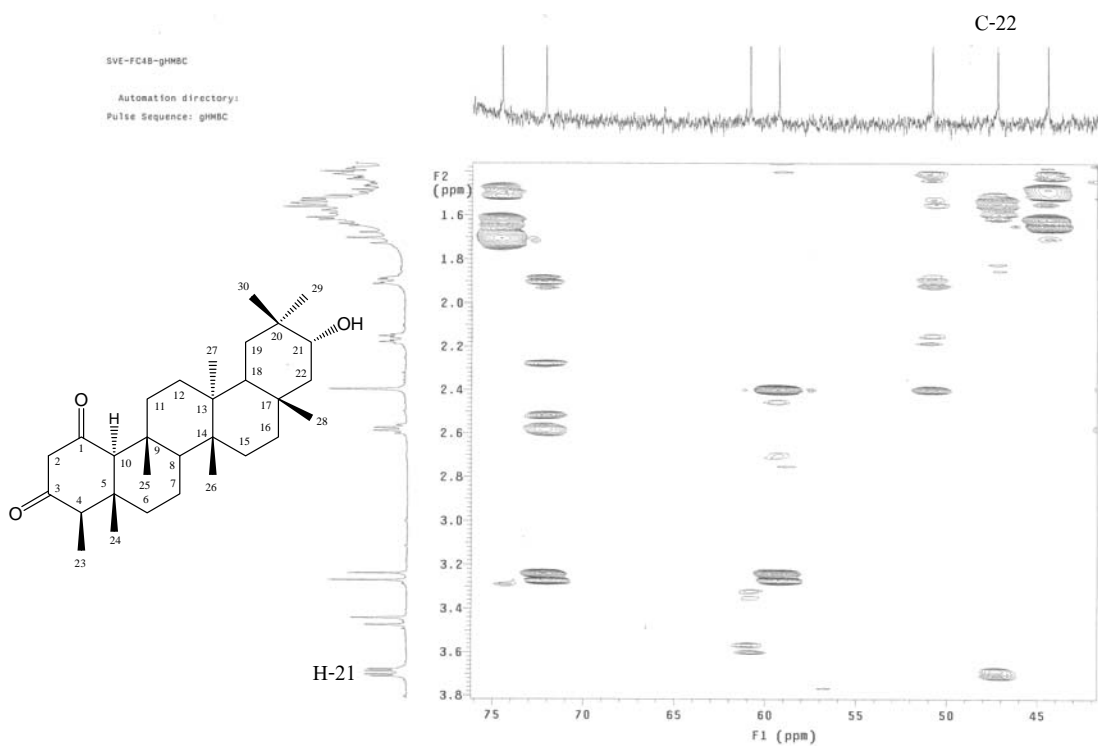 C-22
SVE-FC4B-gHMBC
Automation directory:
Pulse Sequence: gHMBC
F2
(ppm)
1.6
1.8
2.0
2.2
2.4
2.6
2.8
3.0
3.2
3.4
3.6
3.8
75 70 65 60 55 50 45
F1 (ppm)
H-21
30 29
20 OH
27 19 21
18 22
12
11 13 17
O H 28
14 16
1 9 15
2 10 8
25 26
3 5 7
O 4 6
24
23